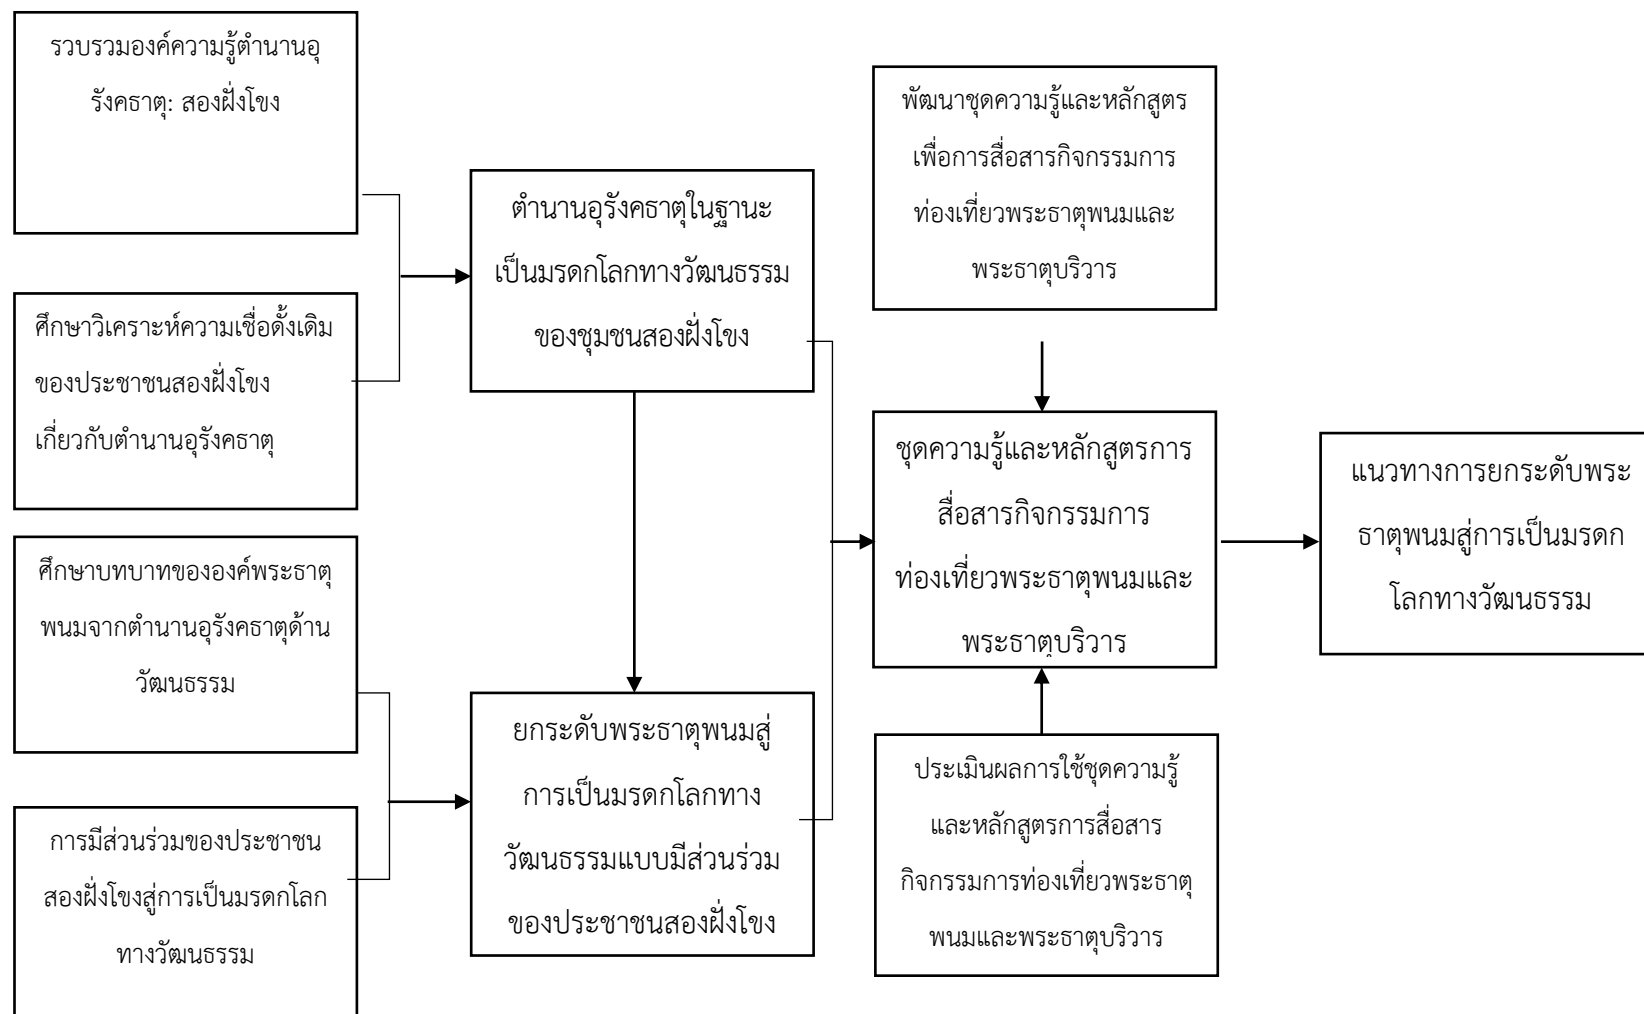 รวบรวมองค์ความรู้ตำนานอุ
รังคธาตุ: สองฝั่งโขง
ศึกษาวิเคราะห์ความเชื่อดั้งเดิม
ของประชาชนสองฝั่งโขง
เกี่ยวกับตำนานอุรังคธาตุ
ศึกษาบทบาทขององค์พระธาตุ
พนมจากตำนานอุรังคธาตุด้าน
วัฒนธรรม
การมีส่วนร่วมของประชาชน
สองฝั่งโขงสู่การเป็นมรดกโลก
ทางวัฒนธรรม
ตำนานอุรังคธาตุในฐานะ
เป็นมรดกโลกทางวัฒนธรรม
ของชุมชนสองฝั่งโขง
ยกระดับพระธาตุพนมสู่
การเป็นมรดกโลกทาง
วัฒนธรรมแบบมีส่วนร่วม
ของประชาชนสองฝั่งโขง
พัฒนาชุดความรู้และหลักสูตร
เพื่อการสื่อสารกิจกรรมการ
ท่องเที่ยวพระธาตุพนมและ
พระธาตุบริวาร
ชุดความรู้และหลักสูตรการ
สื่อสารกิจกรรมการ
ท่องเที่ยวพระธาตุพนมและ
พระธาตุบริวาร
ประเมินผลการใช้ชุดความรู้
และหลักสูตรการสื่อสาร
กิจกรรมการท่องเที่ยวพระธาตุ
พนมและพระธาตุบริวาร
แนวทางการยกระดับพระ
ธาตุพนมสู่การเป็นมรดก
โลกทางวัฒนธรรม